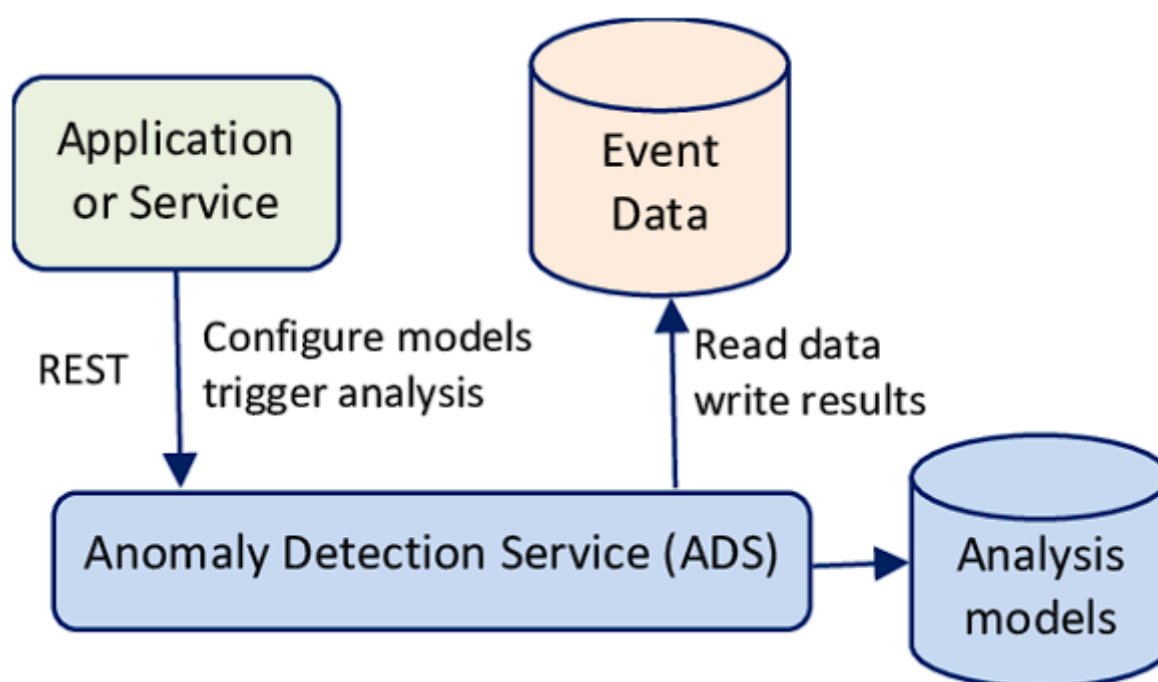 Application
or Service
Event
Data
REST
Configure models
trigger analysis
Read data
write results
Anomaly Detection Service (ADS)
Analysis
models